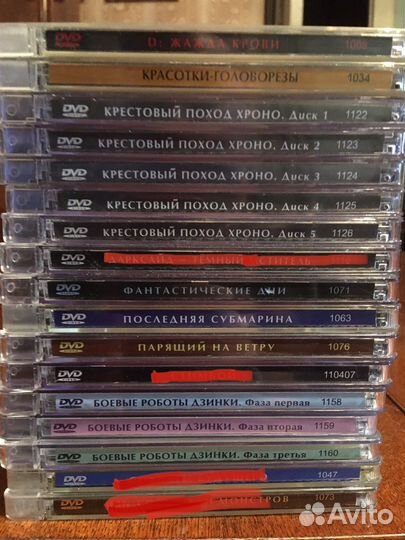 DVD D: ЖАЖДА КРОВИ
КРАСОТКИ-ГОЛОВОРЕЗЫ 1034
DVD КРЕСТОВЫЙ ПОХОД ХРОНО. Диск 1 1122
DVD КРЕСТОВЫЙ ПОХОД ХРОНО. Диск 2 1123
DVD КРЕСТОВЫЙ ПОХОД ХРОНО. Диск 3 1124
DVD КРЕСТОВЫЙ ПОХОД ХРОНО. Диск 4 1125
DVD КРЕСТОВЫЙ ПОХОД ХРОНО. Диск 5 1126
DVD
DVD ФАНТАСТИЧЕСКИЕ ДНИ 1071
DVD ПОСЛЕДНЯЯ СУБМАРИНА 1063
DVD ПАРЯЩИЙ НА ВЕТРУ 1076
DVD 110407
DVD БОЕВЫЕ РОБОТЫ ДЗИНКИ. Фаза первая 1158
DVD БОЕВЫЕ РОБОТЫ ДЗИНКИ. Фаза вторая 1159
DVD БОЕВЫЕ РОБОТЫ ДЗИНКИ. Фаза третья 1160
DVD 1047
DVD 1073
Avito